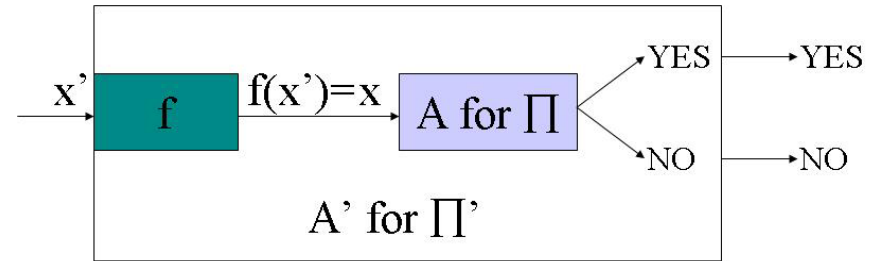 x’
f
f(x’)=x
A for ∏
YES
NO
YES
NO
A’ for ∏’